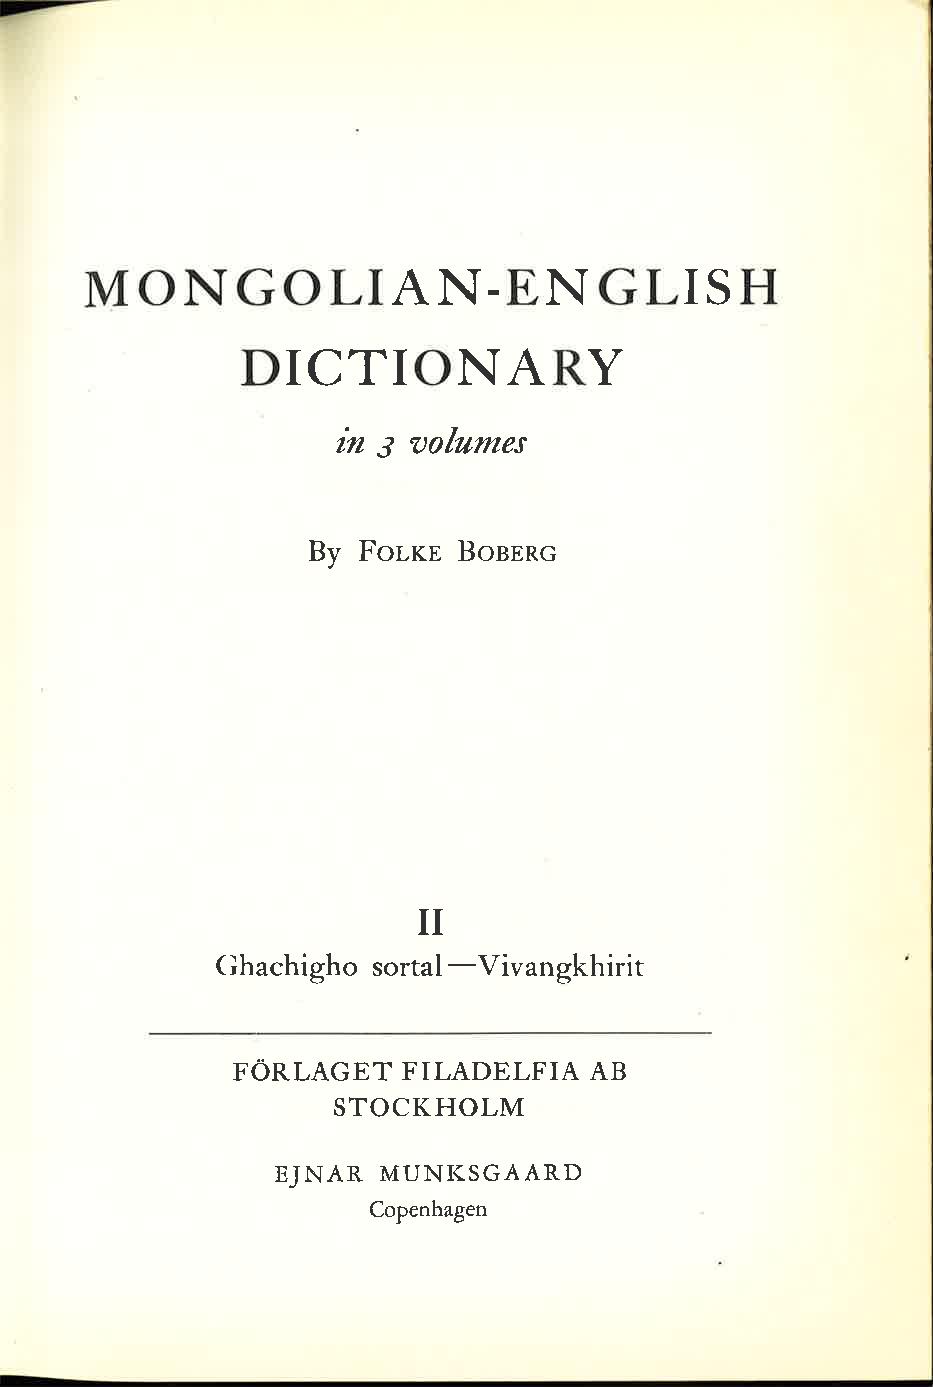 MONGOLIAN-ENGLISH
DICTIONARY
in 3 volumes
By FOLKE BOBERG
II
Ghachigho sortal—Vivangkhirit
FÖRLAGET FILADELFIA AB
STOCKHOLM
EJNAR MUNKSGAARD
Copenhagen